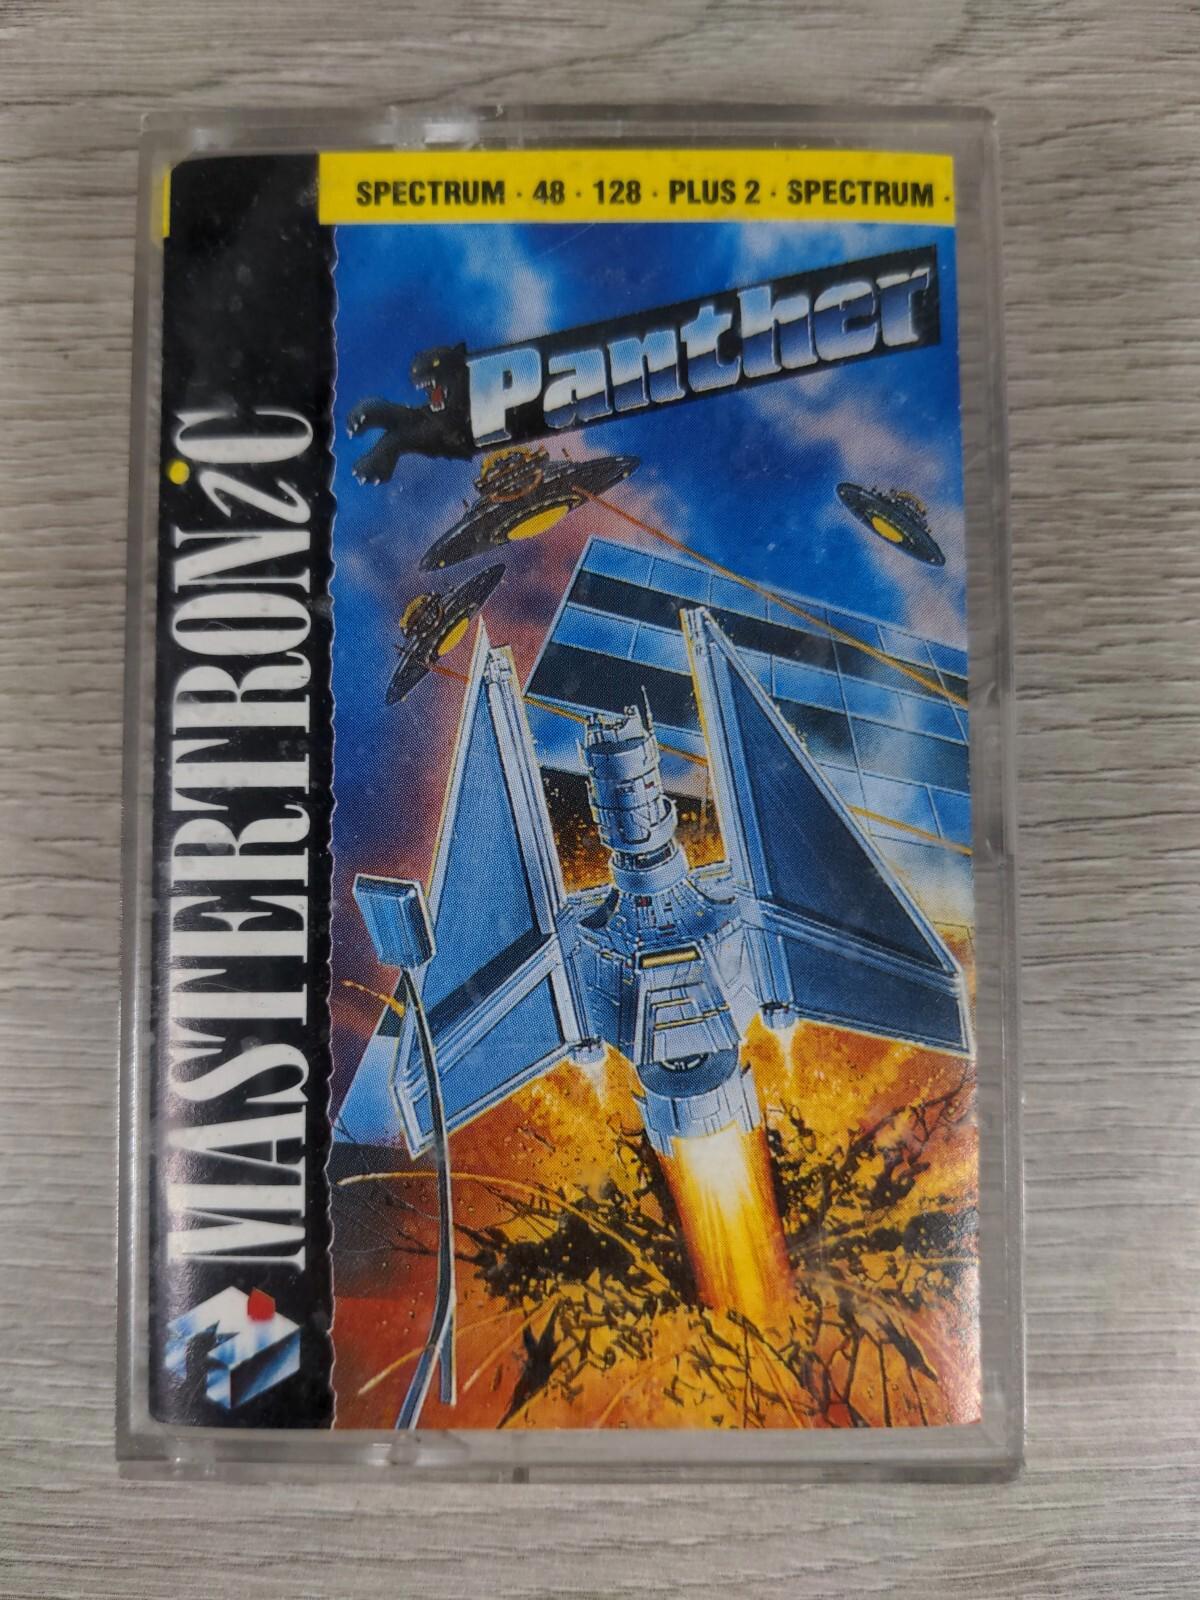 SPECTRUM · 48 · 128 · PLUS 2 · SPECTRUM ·
Panther
MASTERTRONiC